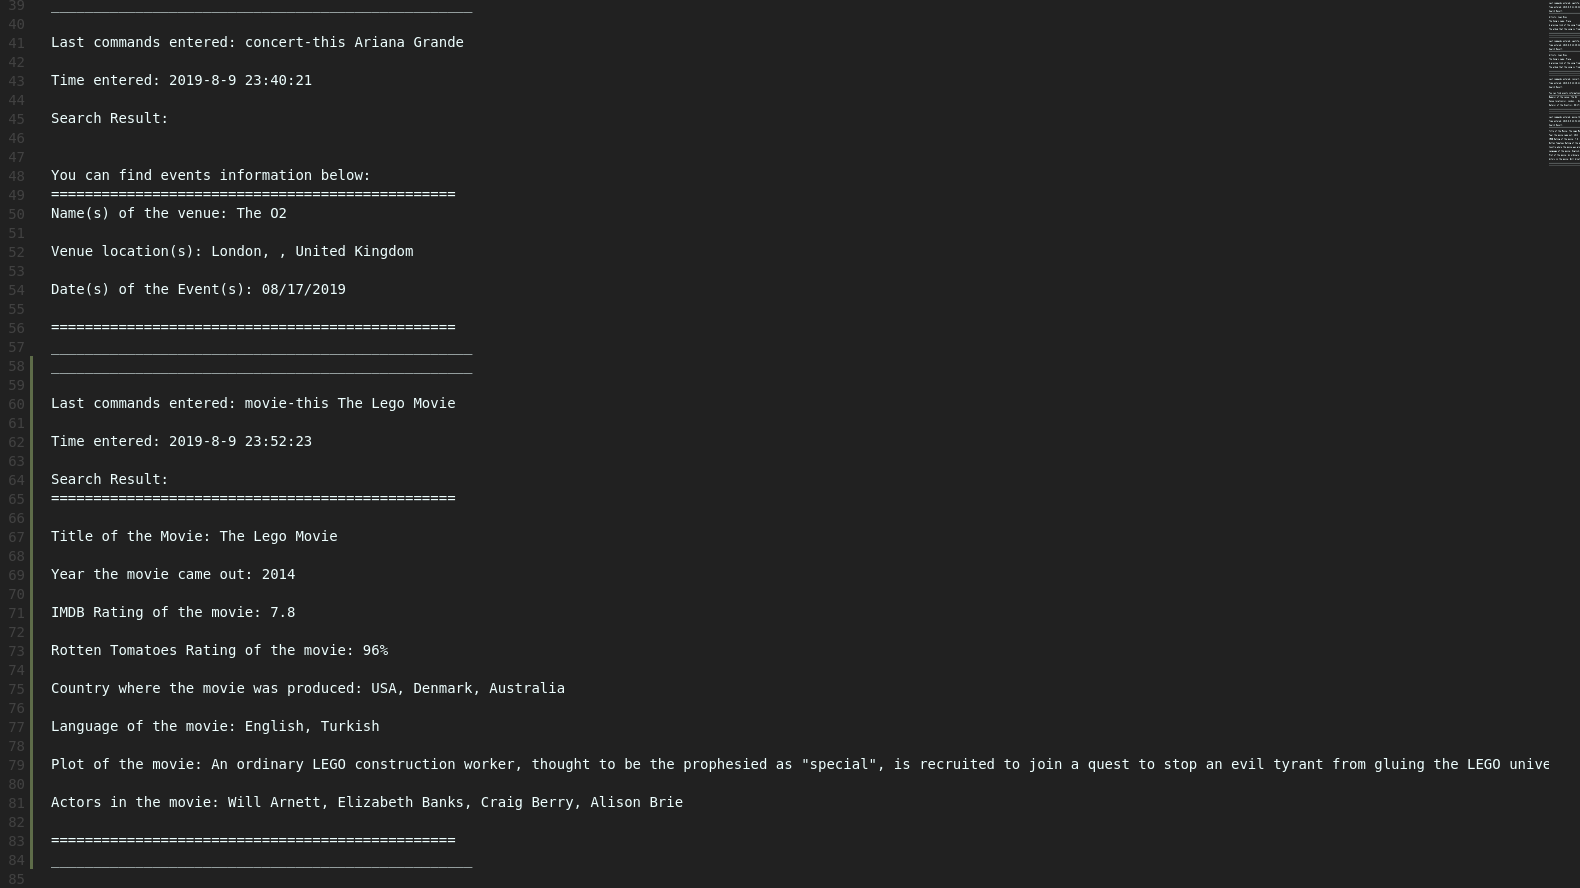 39 __________________________________________________
40
41 Last commands entered: concert-this Ariana Grande
42
43 Time entered: 2019-8-9 23:40:21
44
45 Search Result:
46
47
48 You can find events information below:
49 ================================================
50 Name(s) of the venue: The O2
51
52 Venue location(s): London, , United Kingdom
53
54 Date(s) of the Event(s): 08/17/2019
55
56 ================================================
57 __________________________________________________
58 __________________________________________________
59
60 Last commands entered: movie-this The Lego Movie
61
62 Time entered: 2019-8-9 23:52:23
63
64 Search Result:
65 ================================================
66
67 Title of the Movie: The Lego Movie
68
69 Year the movie came out: 2014
70
71 IMDB Rating of the movie: 7.8
72
73 Rotten Tomatoes Rating of the movie: 96%
74
75 Country where the movie was produced: USA, Denmark, Australia
76
77 Language of the movie: English, Turkish
78
79 Plot of the movie: An ordinary LEGO construction worker, thought to be the prophesied as "special", is recruited to join a quest to stop an evil tyrant from gluing the LEGO unive
80
81 Actors in the movie: Will Arnett, Elizabeth Banks, Craig Berry, Alison Brie
82
83 ================================================
84 __________________________________________________
85